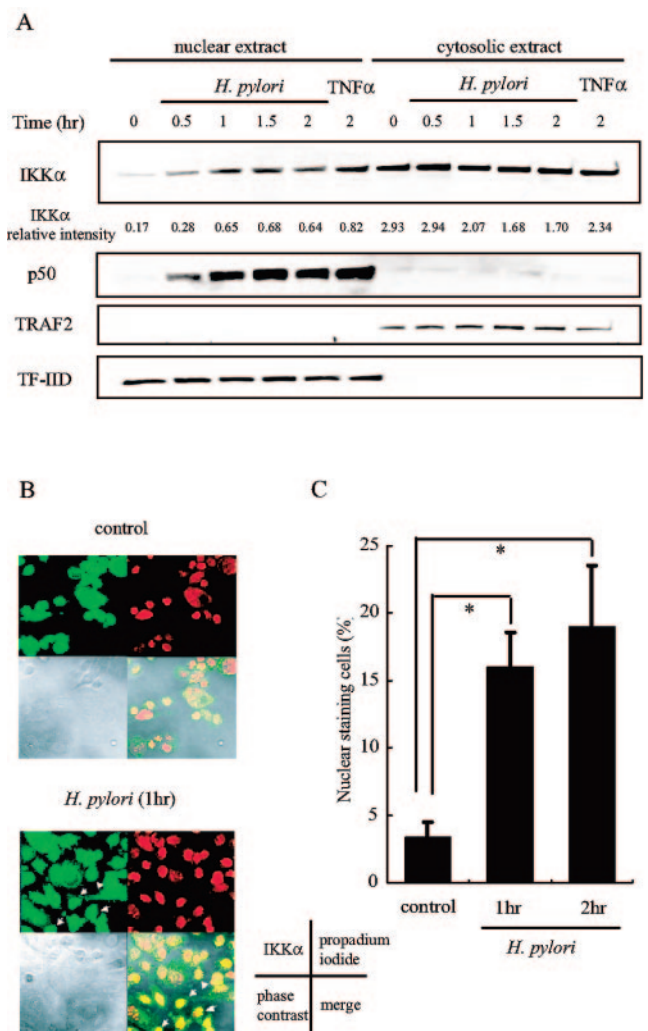 A
nuclear extract cytosolic extract
H. pylori TNFα H. pylori TNFα
Time (hr) 0 0.5 1 1.5 2 2 0 0.5 1 1.5 2 2
IKKα
IKKα
relative intensity 0.17 0.28 0.65 0.68 0.64 0.82 2.93 2.94 2.07 1.68 1.70 2.34
p50
TRAF2
TF-IID
B
control
H. pylori (1hr)
IKKα propadium
iodide
phase
contrast merge
C
Nuclear staining cells (%)
25
20
15
10
5
0
*
*
control 1hr 2hr
H. pylori